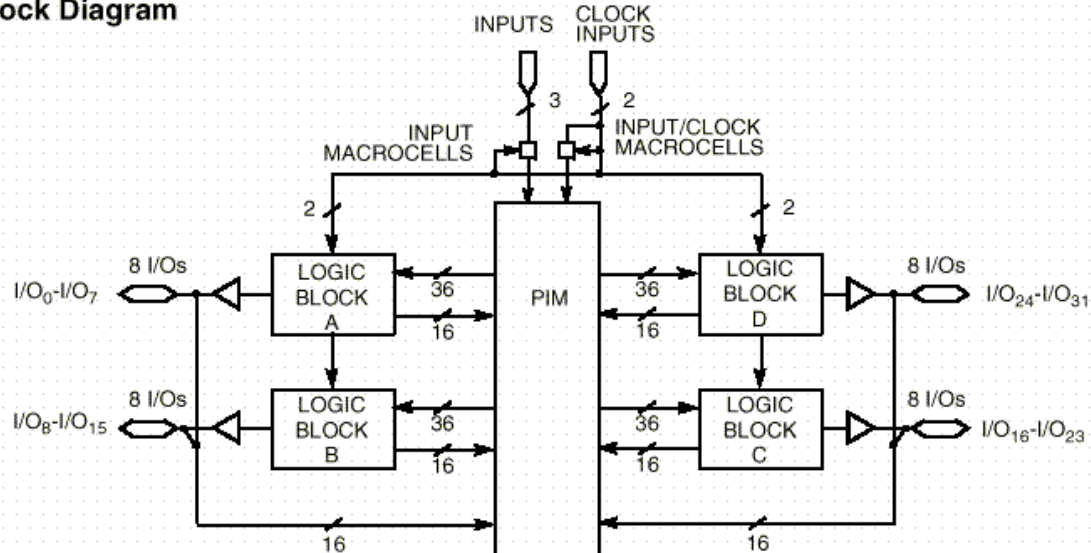 ock Diagram
INPUTS
CLOCK
INPUTS
3
2
INPUT
MACROCELLS
INPUT/CLOCK
MACROCELLS
2
2
8 I/Os
I/O0-I/O7
LOGIC
BLOCK
A
36
16
PIM
36
16
LOGIC
BLOCK
D
8 I/Os
I/O24-I/O31
8 I/Os
I/O8-I/O15
LOGIC
BLOCK
B
36
16
36
16
LOGIC
BLOCK
C
8 I/Os
I/O16-I/O23
16
16